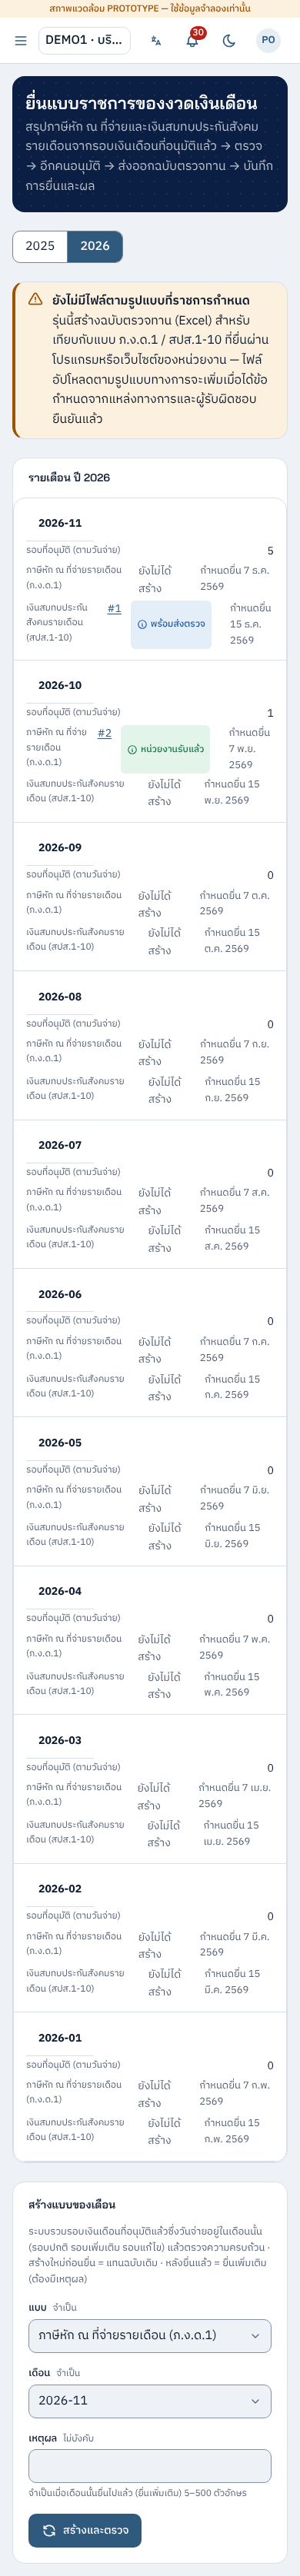 สภาพแวดล้อม PROTOTYPE — ใช้ข้อมูลจำลองเท่านั้น
DEMO1 · บริ...
30
PO
ยื่นแบบราชการของงวดเงินเดือน
สรุปภาษีหัก ณ ที่จ่ายและเงินสมทบประกันสังคม
รายเดือนจากรอบเงินเดือนที่อนุมัติแล้ว → ตรวจ
→ อีกคนอนุมัติ → ส่งออกฉบับตรวจทาน → บันทึก
การยื่นและผล
2025
2026
ยังไม่มีไฟล์ตามรูปแบบที่ราชการกำหนด
รุ่นนี้สร้างฉบับตรวจทาน (Excel) สำหรับ
เทียบกับแบบ ภ.ง.ด.1 / สปส.1-10 ที่ยื่นผ่าน
โปรแกรมหรือเว็บไซต์ของหน่วยงาน — ไฟล์
อัปโหลดตามรูปแบบทางการจะเพิ่มเมื่อได้ข้อ
กำหนดจากแหล่งทางการและผู้รับผิดชอบ
ยืนยันแล้ว
รายเดือน ปี 2026
2026-11
รอบที่อนุมัติ (ตามวันจ่าย) 5
ภาษีหัก ณ ที่จ่ายรายเดือน ยังไม่ได้ กำหนดยื่น 7 ธ.ค.
(ภ.ง.ด.1) สร้าง 2569
เงินสมทบประกัน #1 พร้อมส่งตรวจ กำหนดยื่น
สังคมรายเดือน 15 ธ.ค.
(สปส.1-10) 2569
2026-10
รอบที่อนุมัติ (ตามวันจ่าย) 1
ภาษีหัก ณ ที่จ่าย #2 หน่วยงานรับแล้ว กำหนดยื่น
รายเดือน 7 พ.ย.
(ภ.ง.ด.1) 2569
เงินสมทบประกันสังคมราย ยังไม่ได้ กำหนดยื่น 15
เดือน (สปส.1-10) สร้าง พ.ย. 2569
2026-09
รอบที่อนุมัติ (ตามวันจ่าย) 0
ภาษีหัก ณ ที่จ่ายรายเดือน ยังไม่ได้ กำหนดยื่น 7 ต.ค.
(ภ.ง.ด.1) สร้าง 2569
เงินสมทบประกันสังคมราย ยังไม่ได้ กำหนดยื่น 15
เดือน (สปส.1-10) สร้าง ต.ค. 2569
2026-08
รอบที่อนุมัติ (ตามวันจ่าย) 0
ภาษีหัก ณ ที่จ่ายรายเดือน ยังไม่ได้ กำหนดยื่น 7 ก.ย.
(ภ.ง.ด.1) สร้าง 2569
เงินสมทบประกันสังคมราย ยังไม่ได้ กำหนดยื่น 15
เดือน (สปส.1-10) สร้าง ก.ย. 2569
2026-07
รอบที่อนุมัติ (ตามวันจ่าย) 0
ภาษีหัก ณ ที่จ่ายรายเดือน ยังไม่ได้ กำหนดยื่น 7 ส.ค.
(ภ.ง.ด.1) สร้าง 2569
เงินสมทบประกันสังคมราย ยังไม่ได้ กำหนดยื่น 15
เดือน (สปส.1-10) สร้าง ส.ค. 2569
2026-06
รอบที่อนุมัติ (ตามวันจ่าย) 0
ภาษีหัก ณ ที่จ่ายรายเดือน ยังไม่ได้ กำหนดยื่น 7 ก.ค.
(ภ.ง.ด.1) สร้าง 2569
เงินสมทบประกันสังคมราย ยังไม่ได้ กำหนดยื่น 15
เดือน (สปส.1-10) สร้าง ก.ค. 2569
2026-05
รอบที่อนุมัติ (ตามวันจ่าย) 0
ภาษีหัก ณ ที่จ่ายรายเดือน ยังไม่ได้ กำหนดยื่น 7 มิ.ย.
(ภ.ง.ด.1) สร้าง 2569
เงินสมทบประกันสังคมราย ยังไม่ได้ กำหนดยื่น 15
เดือน (สปส.1-10) สร้าง มิ.ย. 2569
2026-04
รอบที่อนุมัติ (ตามวันจ่าย) 0
ภาษีหัก ณ ที่จ่ายรายเดือน ยังไม่ได้ กำหนดยื่น 7 พ.ค.
(ภ.ง.ด.1) สร้าง 2569
เงินสมทบประกันสังคมราย ยังไม่ได้ กำหนดยื่น 15
เดือน (สปส.1-10) สร้าง พ.ค. 2569
2026-03
รอบที่อนุมัติ (ตามวันจ่าย) 0
ภาษีหัก ณ ที่จ่ายรายเดือน ยังไม่ได้ กำหนดยื่น 7 เม.ย.
(ภ.ง.ด.1) สร้าง 2569
เงินสมทบประกันสังคมราย ยังไม่ได้ กำหนดยื่น 15
เดือน (สปส.1-10) สร้าง เม.ย. 2569
2026-02
รอบที่อนุมัติ (ตามวันจ่าย) 0
ภาษีหัก ณ ที่จ่ายรายเดือน ยังไม่ได้ กำหนดยื่น 7 มี.ค.
(ภ.ง.ด.1) สร้าง 2569
เงินสมทบประกันสังคมราย ยังไม่ได้ กำหนดยื่น 15
เดือน (สปส.1-10) สร้าง มี.ค. 2569
2026-01
รอบที่อนุมัติ (ตามวันจ่าย) 0
ภาษีหัก ณ ที่จ่ายรายเดือน ยังไม่ได้ กำหนดยื่น 7 ก.พ.
(ภ.ง.ด.1) สร้าง 2569
เงินสมทบประกันสังคมราย ยังไม่ได้ กำหนดยื่น 15
เดือน (สปส.1-10) สร้าง ก.พ. 2569
สร้างแบบของเดือน
ระบบรวมรอบเงินเดือนที่อนุมัติแล้วซึ่งวันจ่ายอยู่ในเดือนนั้น
(รอบปกติ รอบเพิ่มเติม รอบแก้ไข) แล้วตรวจความครบถ้วน ·
สร้างใหม่ก่อนยื่น = แทนฉบับเดิม · หลังยื่นแล้ว = ยื่นเพิ่มเติม
(ต้องมีเหตุผล)
แบบ จำเป็น
ภาษีหัก ณ ที่จ่ายรายเดือน (ภ.ง.ด.1)
เดือน จำเป็น
2026-11
เหตุผล ไม่บังคับ
จำเป็นเมื่อเดือนนั้นยื่นไปแล้ว (ยื่นเพิ่มเติม) 5–500 ตัวอักษร
สร้างและตรวจ